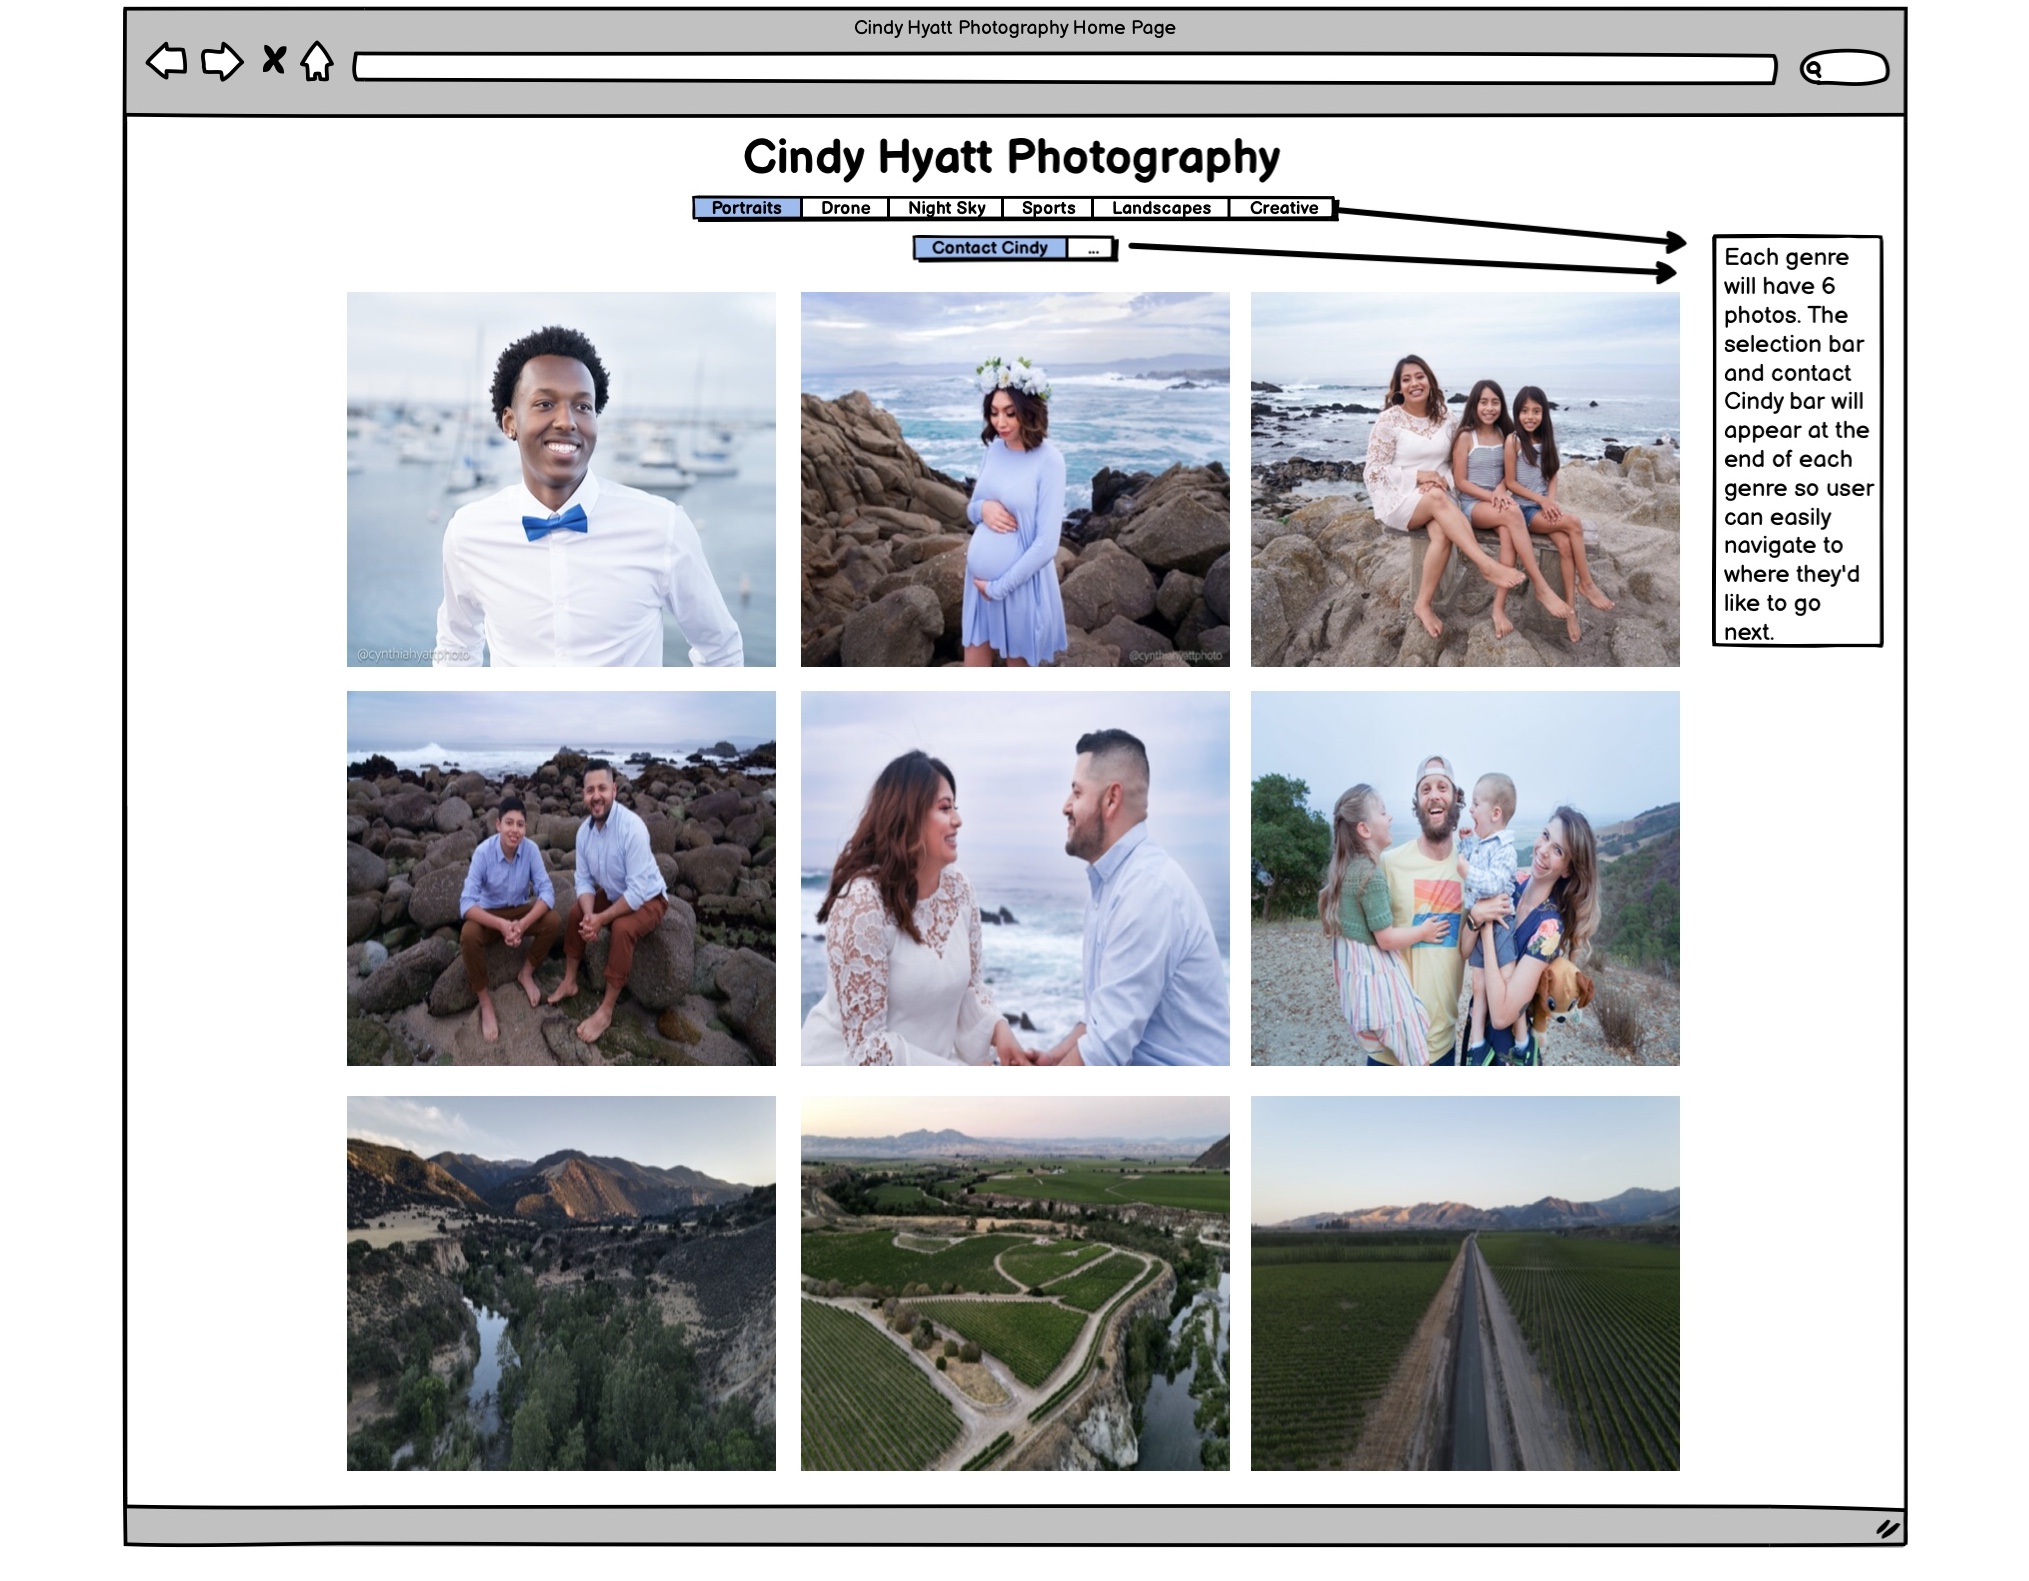 Cindy Hyatt Photography Home Page
Cindy Hyatt Photography
Portraits Drone Night Sky Sports Landscapes Creative
Contact Cindy ...
Each genre
will have 6
photos. The
selection bar
and contact
Cindy bar will
appear at the
end of each
genre so user
can easily
navigate to
where they'd
like to go
next.
@cynthiahyattphoto
@cynthiahyattphoto